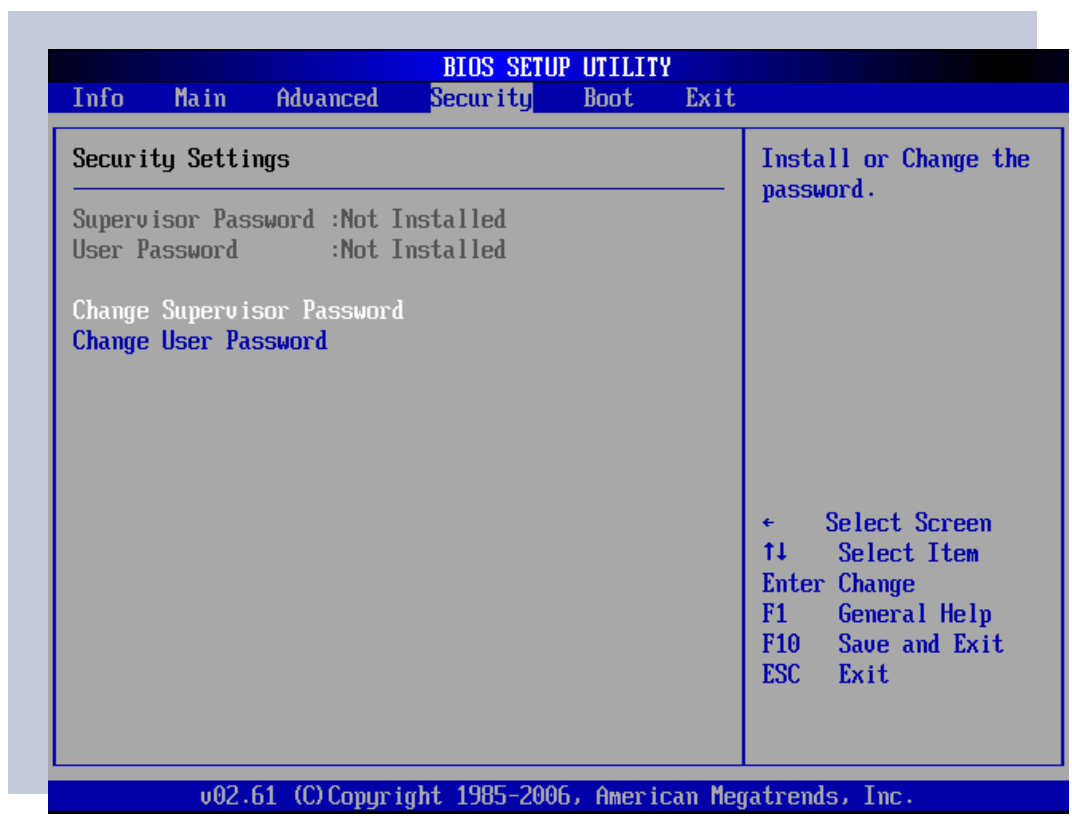 BIOS SETUP UTILITY
Info Main Advanced Security Boot Exit
Security Settings
Supervisor Password :Not Installed
User Password :Not Installed
Change Supervisor Password
Change User Password
Install or Change the
password.
← Select Screen
↑↓ Select Item
Enter Change
F1 General Help
F10 Save and Exit
ESC Exit
v02.61 (C)Copyright 1985-2006, American Megatrends, Inc.